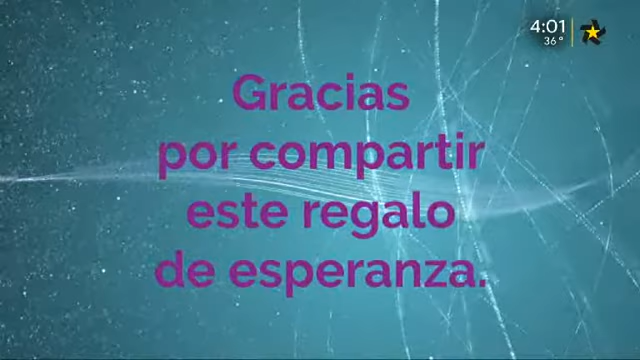 4:01
36°
Gracias
por compartir
este regalo
de esperanza.